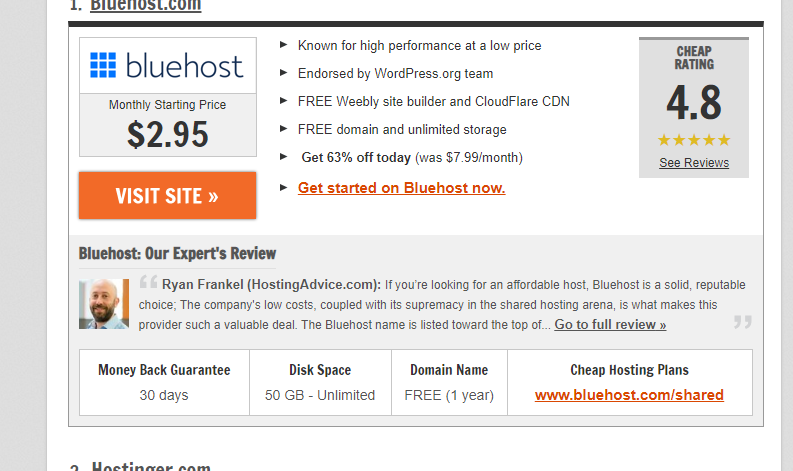 1. Bluehost.com
bluehost
Monthly Starting Price
$2.95
VISIT SITE »
► Known for high performance at a low price
► Endorsed by WordPress.org team
► FREE Weebly site builder and CloudFlare CDN
► FREE domain and unlimited storage
► Get 63% off today (was $7.99/month)
► Get started on Bluehost now.
CHEAP
RATING
4.8
★★★★★
See Reviews
Bluehost: Our Expert's Review
“ Ryan Frankel (HostingAdvice.com): If you're looking for an affordable host, Bluehost is a solid, reputable
choice; The company's low costs, coupled with its supremacy in the shared hosting arena, is what makes this
provider such a valuable deal. The Bluehost name is listed toward the top of... Go to full review » ”
Money Back Guarantee
30 days
Disk Space
50 GB - Unlimited
Domain Name
FREE (1 year)
Cheap Hosting Plans
www.bluehost.com/shared
2. Hostinger.com